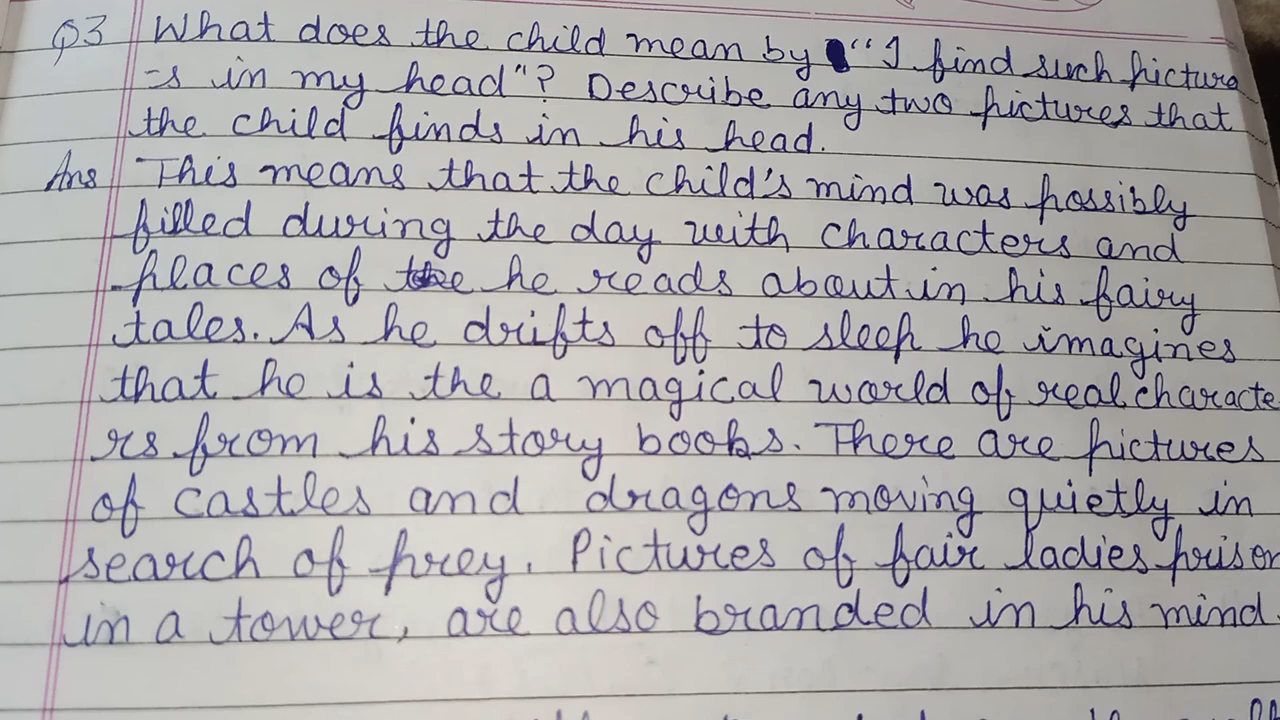 Q3 What does the child mean by "I find such picture
-s in my head"? Describe any two pictures that
the child finds in his head.
Ans This means that the child's mind was possibly
filled during the day with characters and
places of he reads about in his fairy
tales. As he drifts off to sleep he imagines
that he is the a magical world of real characte
rs from his story books. There are pictures
of castles and dragons moving quietly in
search of prey. Pictures of fair ladies prison
in a tower, are also branded in his mind.